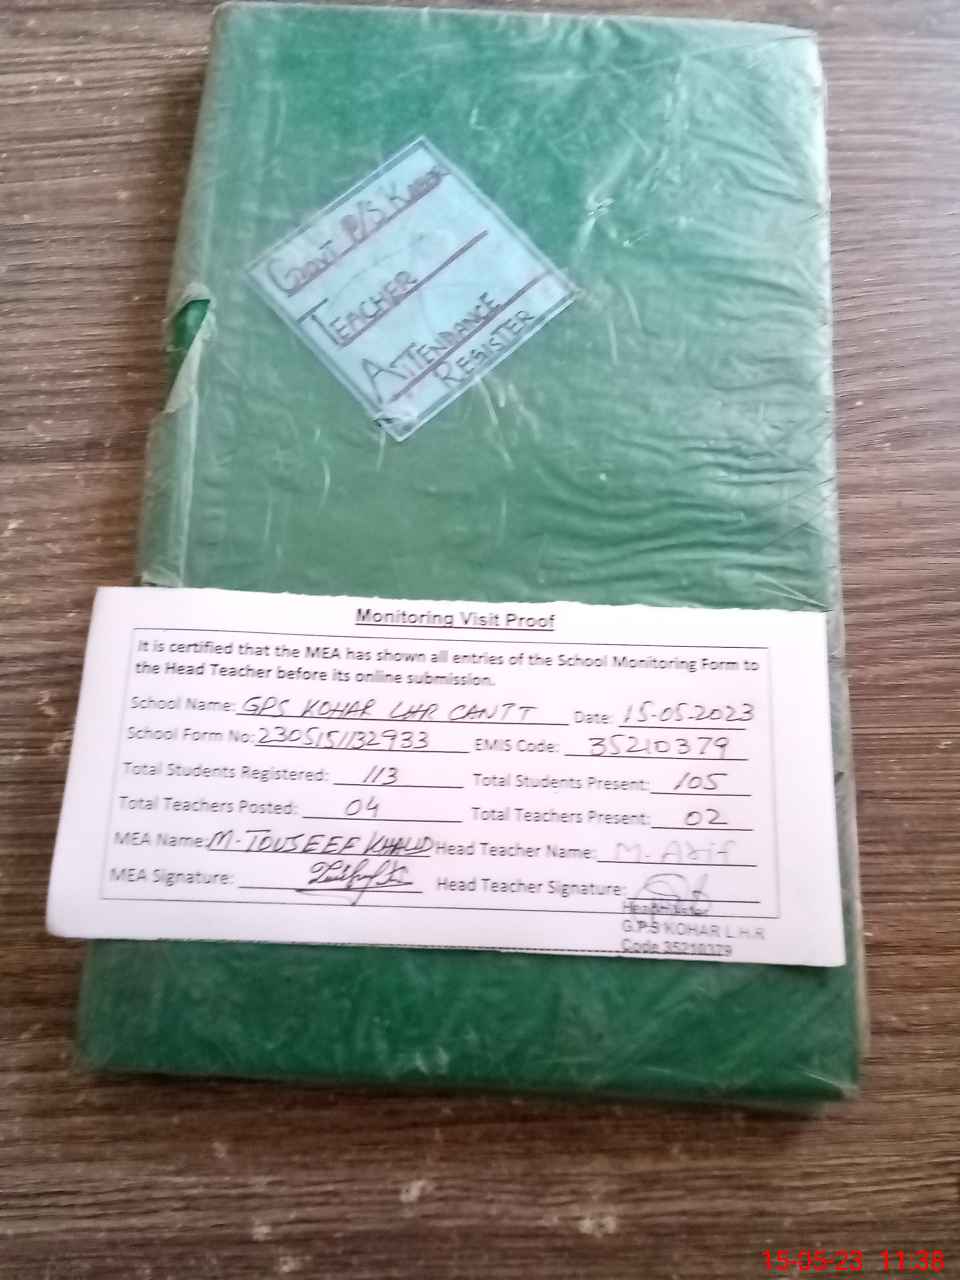 Govt P/S Kohar
TEACHER
ATTENDANCE
REGISTER
Monitoring Visit Proof
It is certified that the MEA has shown all entries of the School Monitoring Form to
the Head Teacher before its online submission.
School Name: GPS KOHAR LHR CANTT Date: 15-05-2023
School Form No: 2305151132933 EMIS Code: 35210379
Total Students Registered: 113 Total Students Present: 105
Total Teachers Posted: 04 Total Teachers Present: 02
MEA Name: M. TOUSEEF KHALID Head Teacher Name: M. Asif
MEA Signature: Head Teacher Signature:
Headmaster
G.P.S KOHAR L.H.R
Code 35210379
15-05-23 11:38